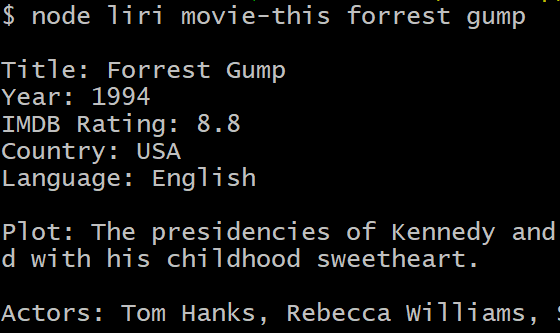 $ node liri movie-this forrest gump
Title: Forrest Gump
Year: 1994
IMDB Rating: 8.8
Country: USA
Language: English
Plot: The presidencies of Kennedy and
d with his childhood sweetheart.
Actors: Tom Hanks, Rebecca Williams,